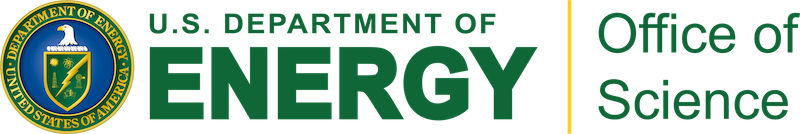 DEPARTMENT OF ENERGY
UNITED STATES OF AMERICA
U.S. DEPARTMENT OF
ENERGY
Office of
Science